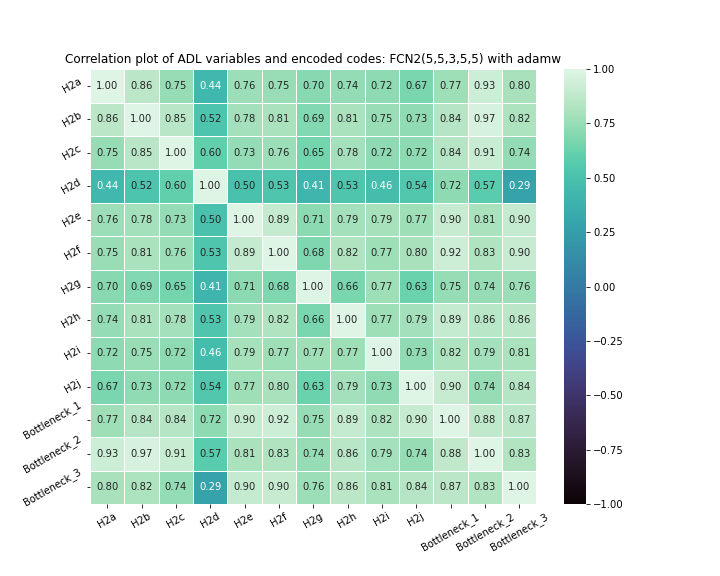 Correlation plot of ADL variables and encoded codes: FCN2(5,5,3,5,5) with adamw
H2a 1.00 0.86 0.75 0.44 0.76 0.75 0.70 0.74 0.72 0.67 0.77 0.93 0.80
H2b 0.86 1.00 0.85 0.52 0.78 0.81 0.69 0.81 0.75 0.73 0.84 0.97 0.82
H2c 0.75 0.85 1.00 0.60 0.73 0.76 0.65 0.78 0.72 0.72 0.84 0.91 0.74
H2d 0.44 0.52 0.60 1.00 0.50 0.53 0.41 0.53 0.46 0.54 0.72 0.57 0.29
H2e 0.76 0.78 0.73 0.50 1.00 0.89 0.71 0.79 0.79 0.77 0.90 0.81 0.90
H2f 0.75 0.81 0.76 0.53 0.89 1.00 0.68 0.82 0.77 0.80 0.92 0.83 0.90
H2g 0.70 0.69 0.65 0.41 0.71 0.68 1.00 0.66 0.77 0.63 0.75 0.74 0.76
H2h 0.74 0.81 0.78 0.53 0.79 0.82 0.66 1.00 0.77 0.79 0.89 0.86 0.86
H2i 0.72 0.75 0.72 0.46 0.79 0.77 0.77 0.77 1.00 0.73 0.82 0.79 0.81
H2j 0.67 0.73 0.72 0.54 0.77 0.80 0.63 0.79 0.73 1.00 0.90 0.74 0.84
Bottleneck_1 0.77 0.84 0.84 0.72 0.90 0.92 0.75 0.89 0.82 0.90 1.00 0.88 0.87
Bottleneck_2 0.93 0.97 0.91 0.57 0.81 0.83 0.74 0.86 0.79 0.74 0.88 1.00 0.83
Bottleneck_3 0.80 0.82 0.74 0.29 0.90 0.90 0.76 0.86 0.81 0.84 0.87 0.83 1.00
H2a H2b H2c H2d H2e H2f H2g H2h H2i H2j Bottleneck_1 Bottleneck_2 Bottleneck_3
1.00
0.75
0.50
0.25
0.00
−0.25
−0.50
−0.75
−1.00